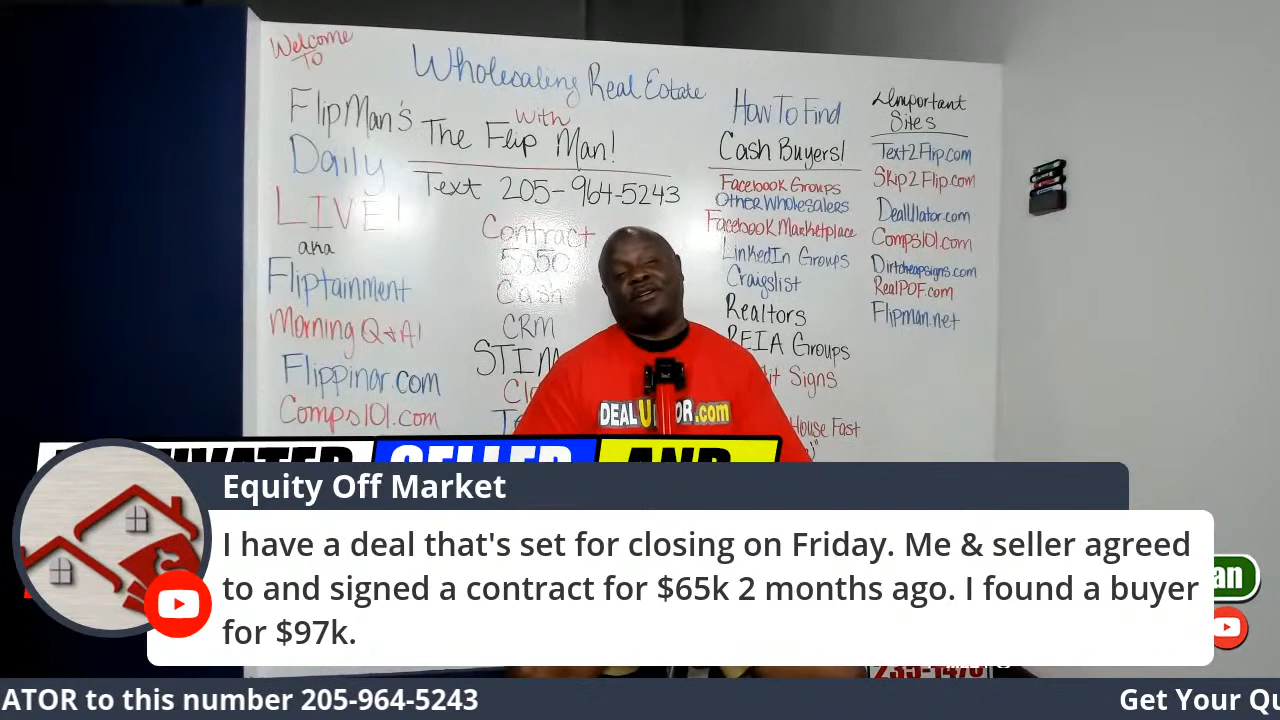 Welcome
To
Wholesaling Real Estate
With
The Flip Man!
Text 205-964-5243
FlipMan's
Daily
LIVE!
aka
Fliptainment
Morning Q&A!
Flippinar.com
Comps101.com
Contract
5050
Cash
CRM
How To Find
Cash Buyers!
Facebook Groups
Other Wholesalers
Facebook Marketplace
LinkedIn Groups
Craigslist
Realtors
REIA Groups
Signs
House Fast
Important
Sites
Text2Flip.com
Skip2Flip.com
DealUlator.com
Comps101.com
Dirtcheapsigns.com
RealPOF.com
Flipman.net
SELLER AND
Equity Off Market
I have a deal that's set for closing on Friday. Me & seller agreed
to and signed a contract for $65k 2 months ago. I found a buyer
for $97k.
ATOR to this number 205-964-5243
Get Your Qu